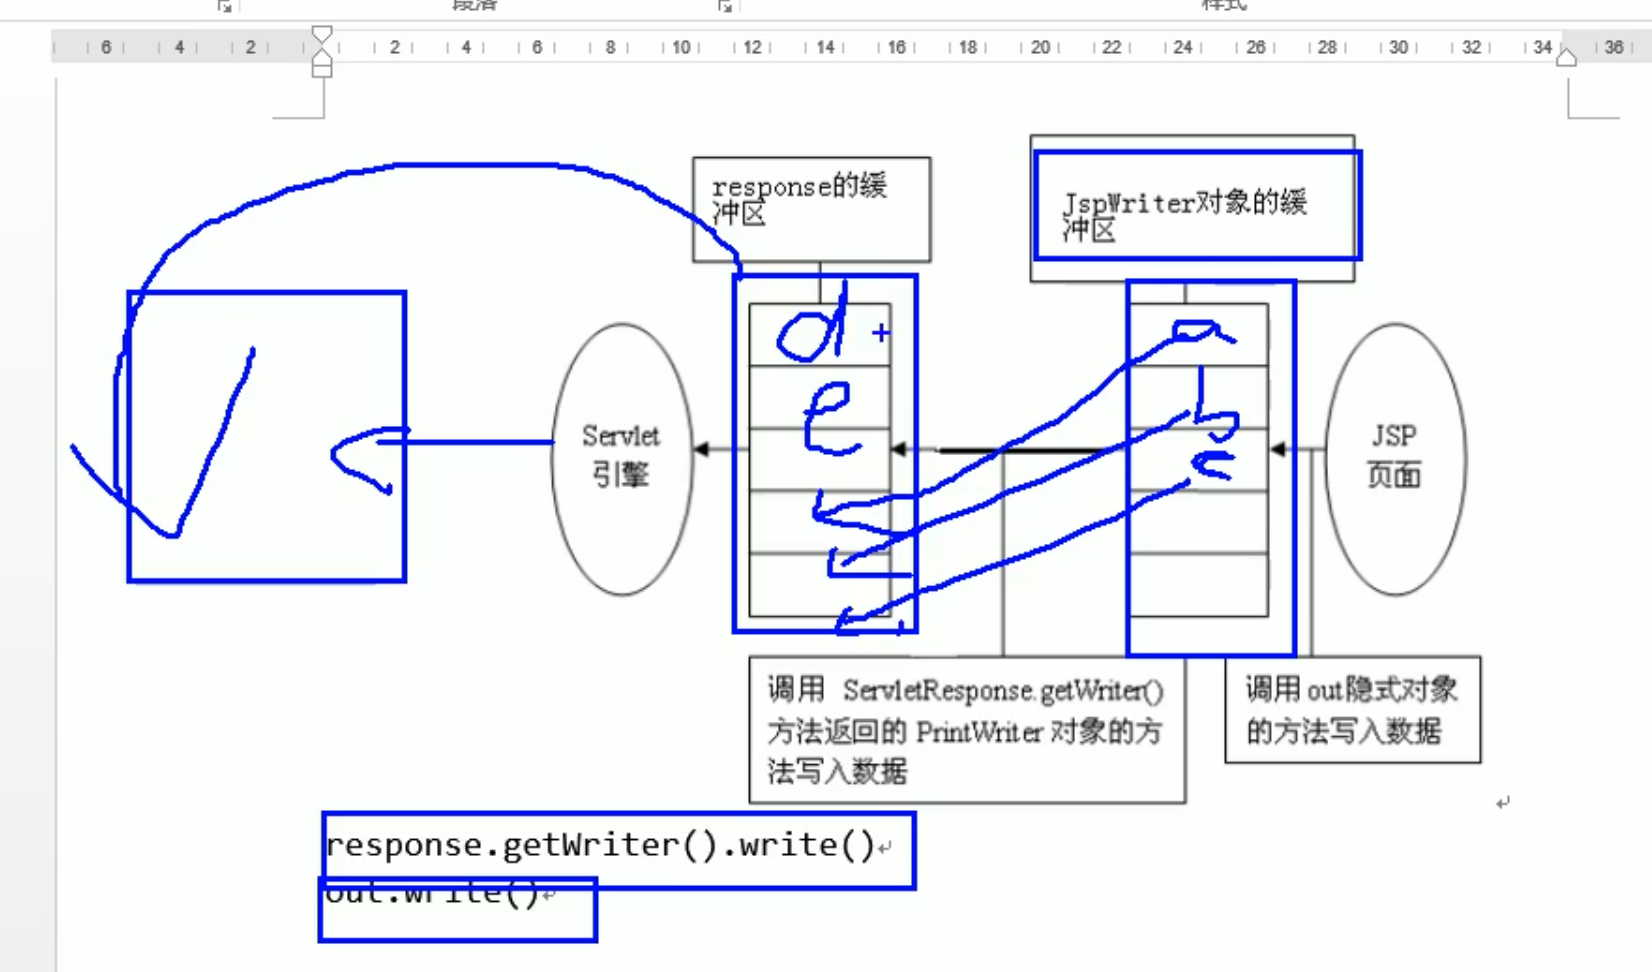 段落
样式
6 4 2 2 4 6 8 10 12 14 16 18 20 22 24 26 28 30 32 34 36
response的缓
冲区
JspWriter对象的缓
冲区
d
a
e
b
c
Servlet
引擎
JSP
页面
调用 ServletResponse.getWriter()
方法返回的 PrintWriter 对象的方
法写入数据
调用 out隐式对象
的方法写入数据
response.getWriter().write()
out.write()